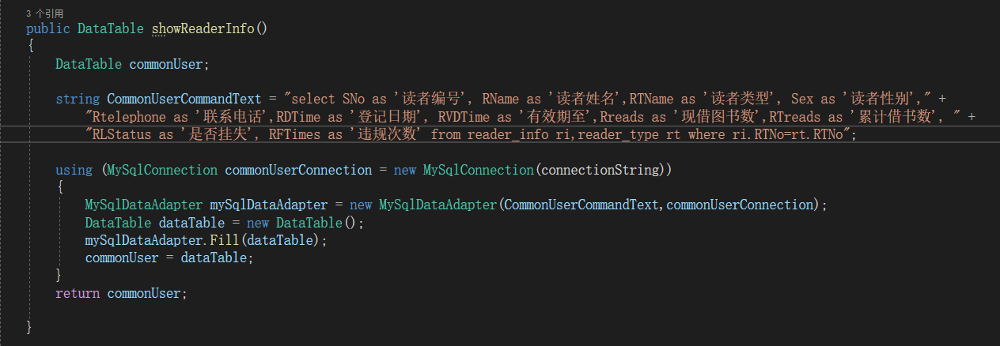 3 个引用
public DataTable showReaderInfo()
{
DataTable commonUser;
string CommonUserCommandText = "select SNo as '读者编号', RName as '读者姓名',RTName as '读者类型', Sex as '读者性别'," +
"Rtelephone as '联系电话',RDTime as '登记日期', RVDTime as '有效期至',Rreads as '现借图书数',RTreads as '累计借书数', " +
"RLStatus as '是否挂失', RFTimes as '违规次数' from reader_info ri,reader_type rt where ri.RTNo=rt.RTNo";
using (MySqlConnection commonUserConnection = new MySqlConnection(connectionString))
{
MySqlDataAdapter mySqlDataAdapter = new MySqlDataAdapter(CommonUserCommandText,commonUserConnection);
DataTable dataTable = new DataTable();
mySqlDataAdapter.Fill(dataTable);
commonUser = dataTable;
}
return commonUser;
}